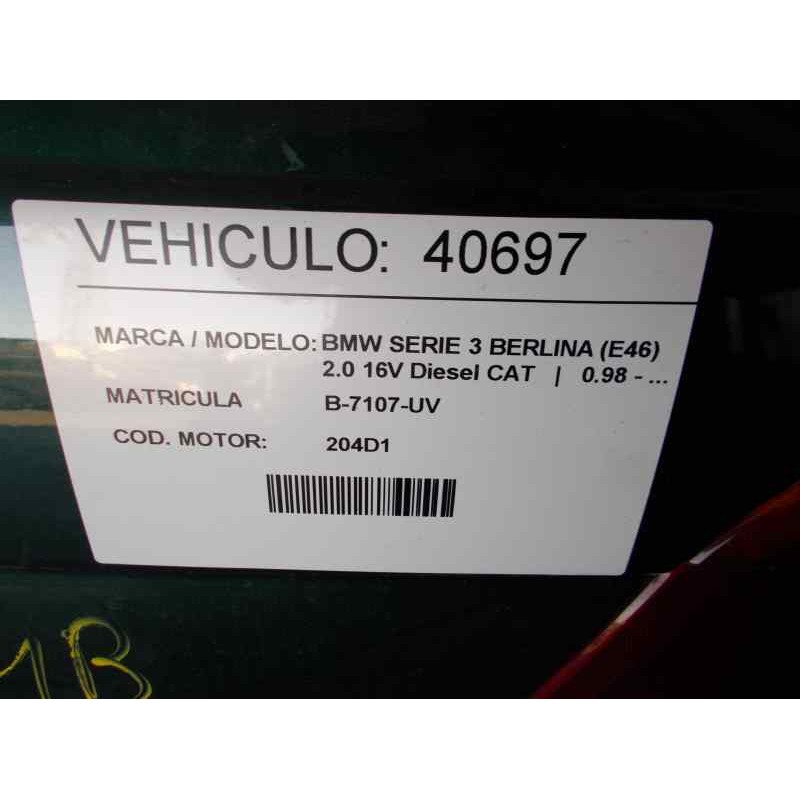 VEHICULO: 40697
MARCA / MODELO: BMW SERIE 3 BERLINA (E46)
2.0 16V Diesel CAT | 0.98 - ...
MATRICULA B-7107-UV
COD. MOTOR: 204D1
1B